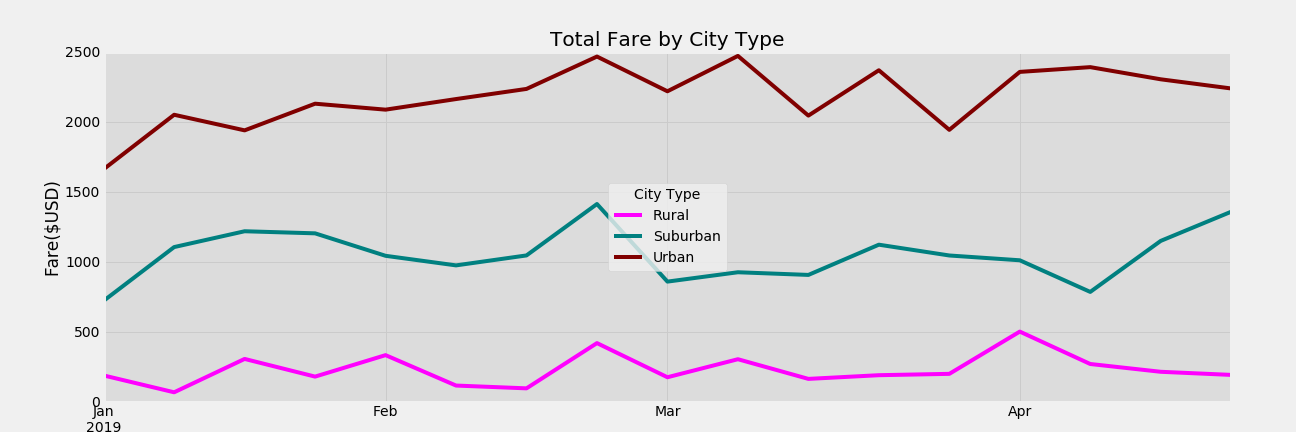 Total Fare by City Type
Fare($USD)
2500
2000
1500
1000
500
0
City Type
Rural
Suburban
Urban
Jan Feb Mar Apr
2019